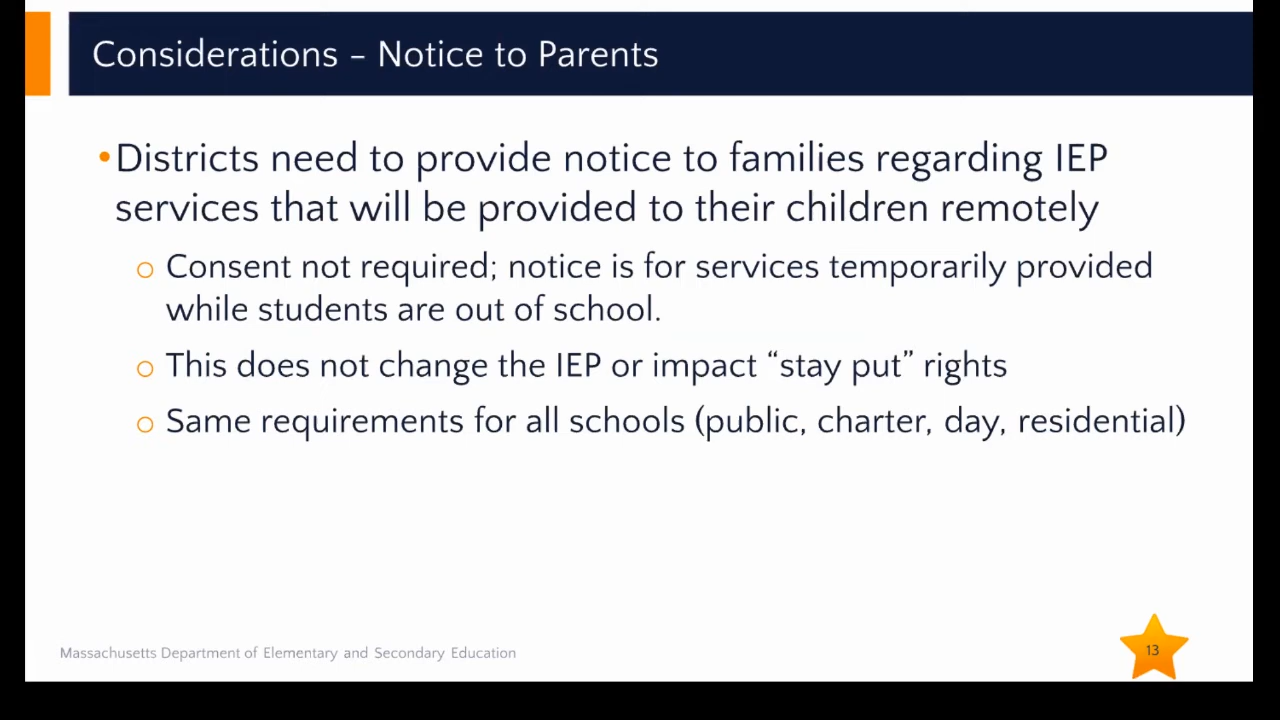 Considerations – Notice to Parents
•Districts need to provide notice to families regarding IEP
services that will be provided to their children remotely
o Consent not required; notice is for services temporarily provided
while students are out of school.
o This does not change the IEP or impact “stay put” rights
o Same requirements for all schools (public, charter, day, residential)
Massachusetts Department of Elementary and Secondary Education
13